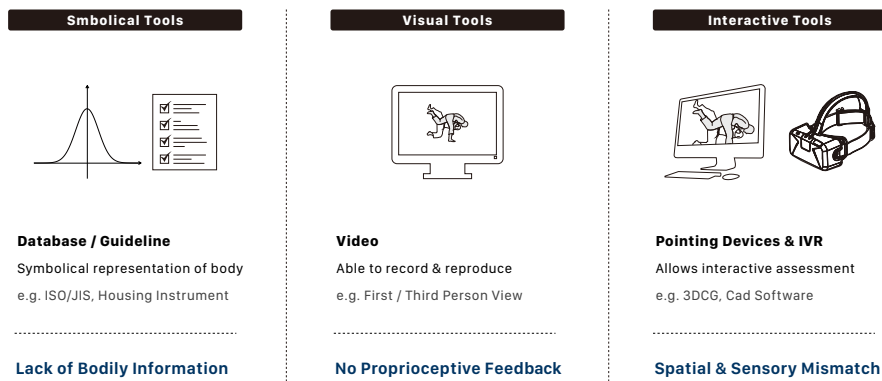 Smbolical Tools
Database / Guideline
Symbolical representation of body
e.g. ISO/JIS, Housing Instrument
Lack of Bodily Information
Visual Tools
Video
Able to record & reproduce
e.g. First / Third Person View
No Proprioceptive Feedback
Interactive Tools
Pointing Devices & IVR
Allows interactive assessment
e.g. 3DCG, Cad Software
Spatial & Sensory Mismatch